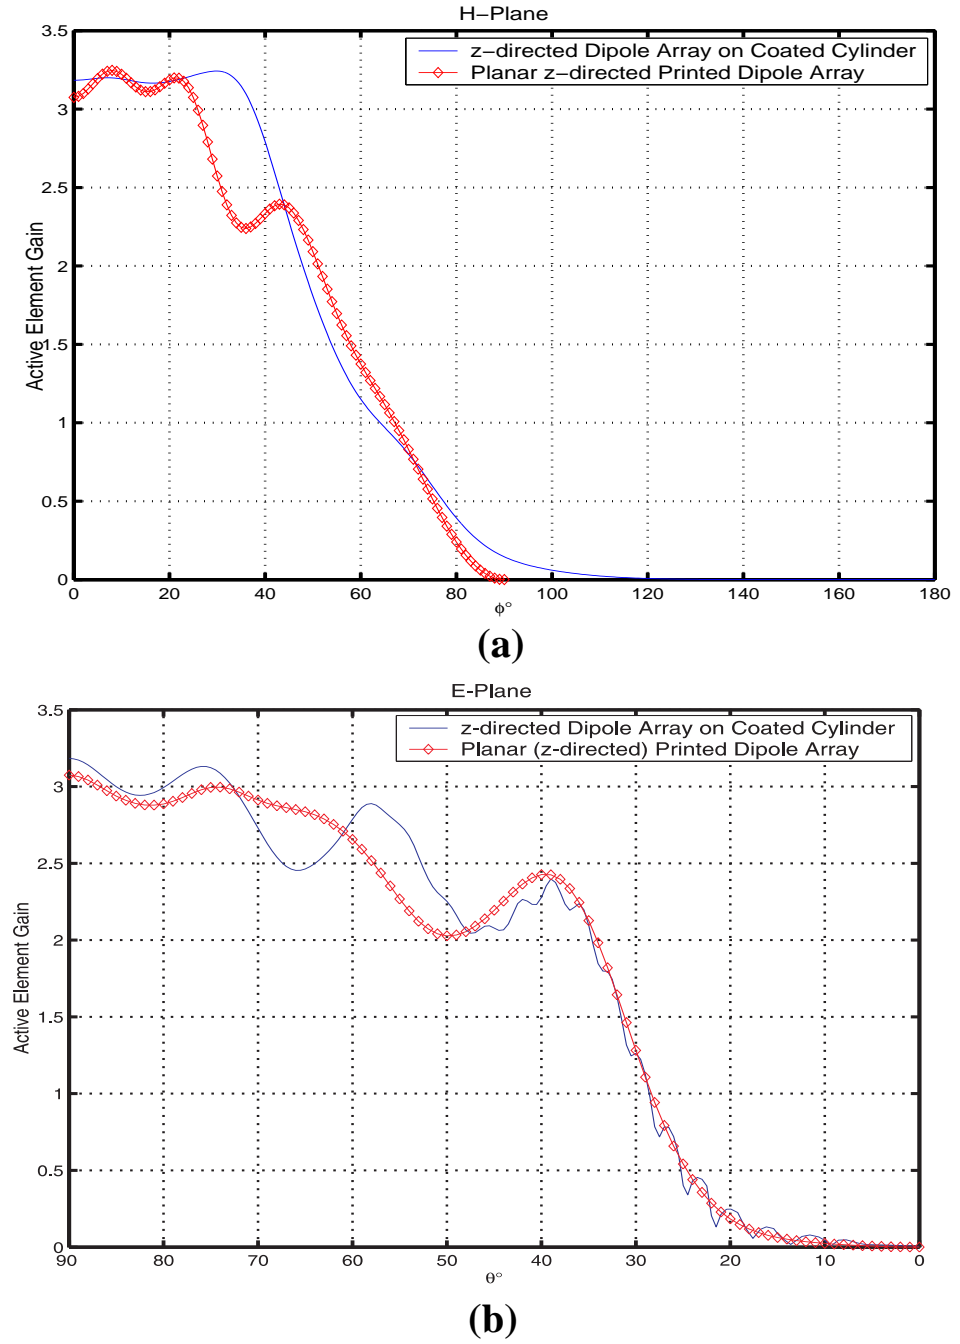 H-Plane
3.5
z-directed Dipole Array on Coated Cylinder
Planar z-directed Printed Dipole Array
3
2.5
2
1.5
1
0.5
0
Active Element Gain
0 20 40 60 80 100 120 140 160 180
ϕ°
(a)
E-Plane
3.5
z-directed Dipole Array on Coated Cylinder
Planar (z-directed) Printed Dipole Array
3
2.5
2
1.5
1
0.5
0
Active Element Gain
90 80 70 60 50 40 30 20 10 0
θ°
(b)